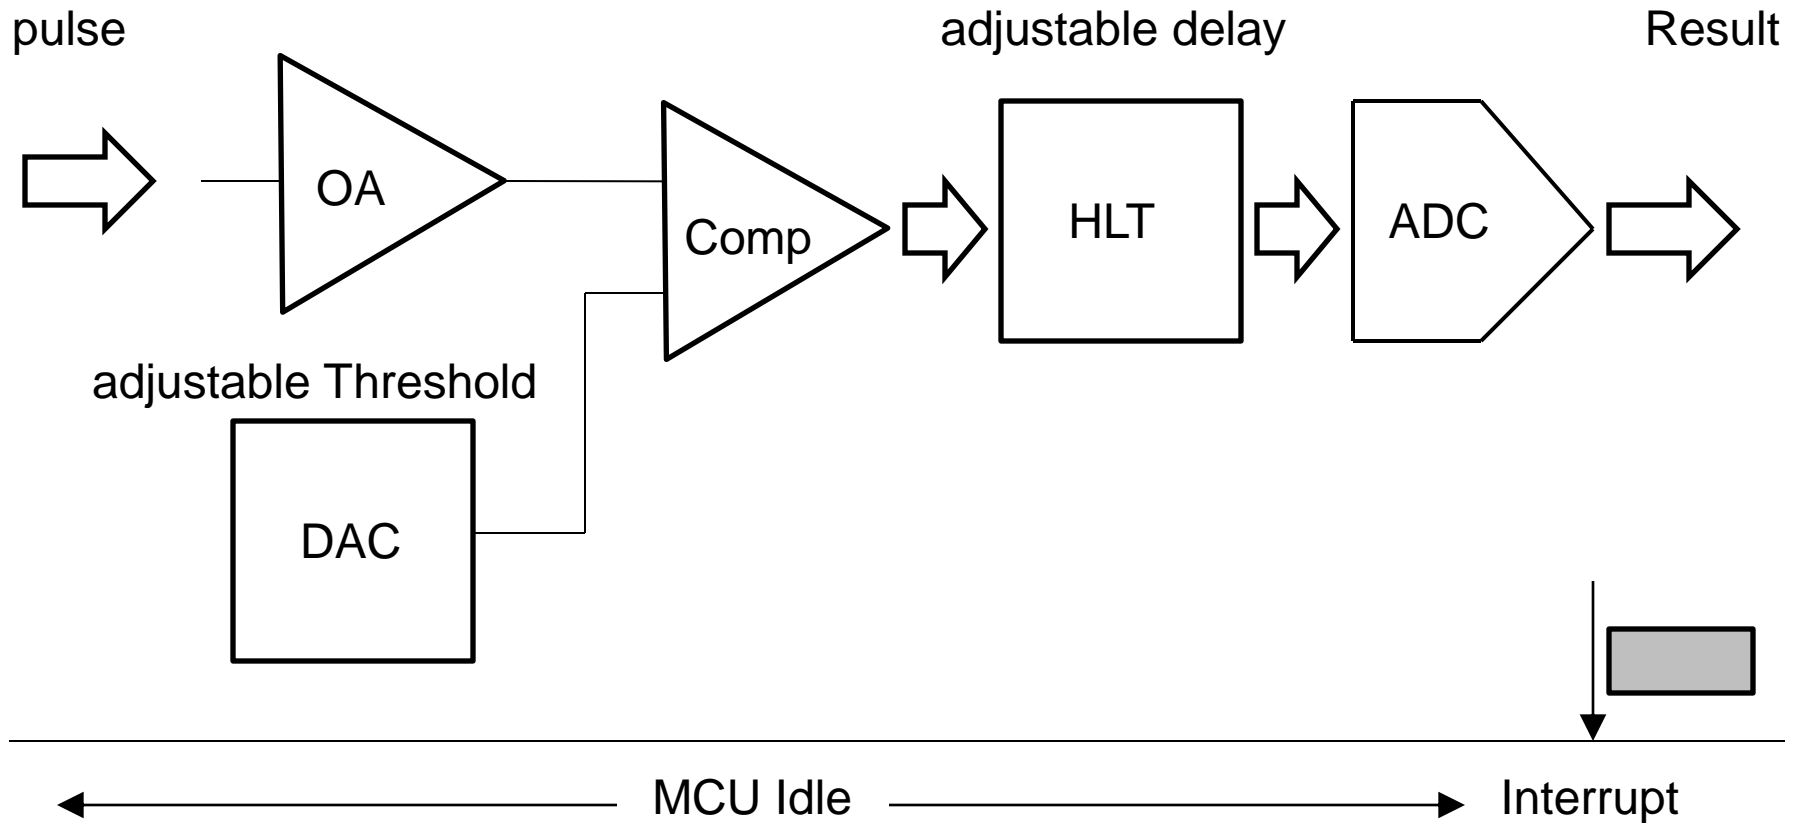 pulse
adjustable delay
Result
OA
Comp
HLT
ADC
adjustable Threshold
DAC
MCU Idle
Interrupt